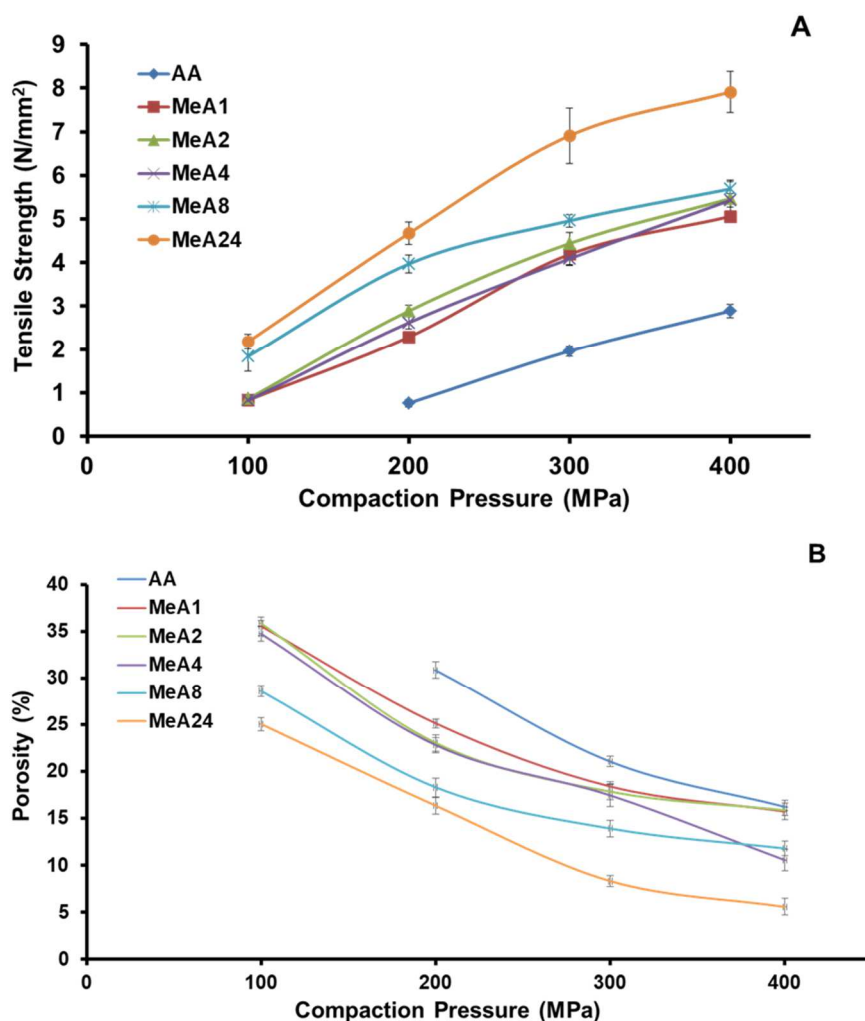 A
9
8
7
6
5
4
3
2
1
0
Tensile Strength (N/mm²)
AA
MeA1
MeA2
MeA4
MeA8
MeA24
0 100 200 300 400
Compaction Pressure (MPa)
B
40
35
30
25
20
15
10
5
0
Porosity (%)
AA
MeA1
MeA2
MeA4
MeA8
MeA24
0 100 200 300 400
Compaction Pressure (MPa)